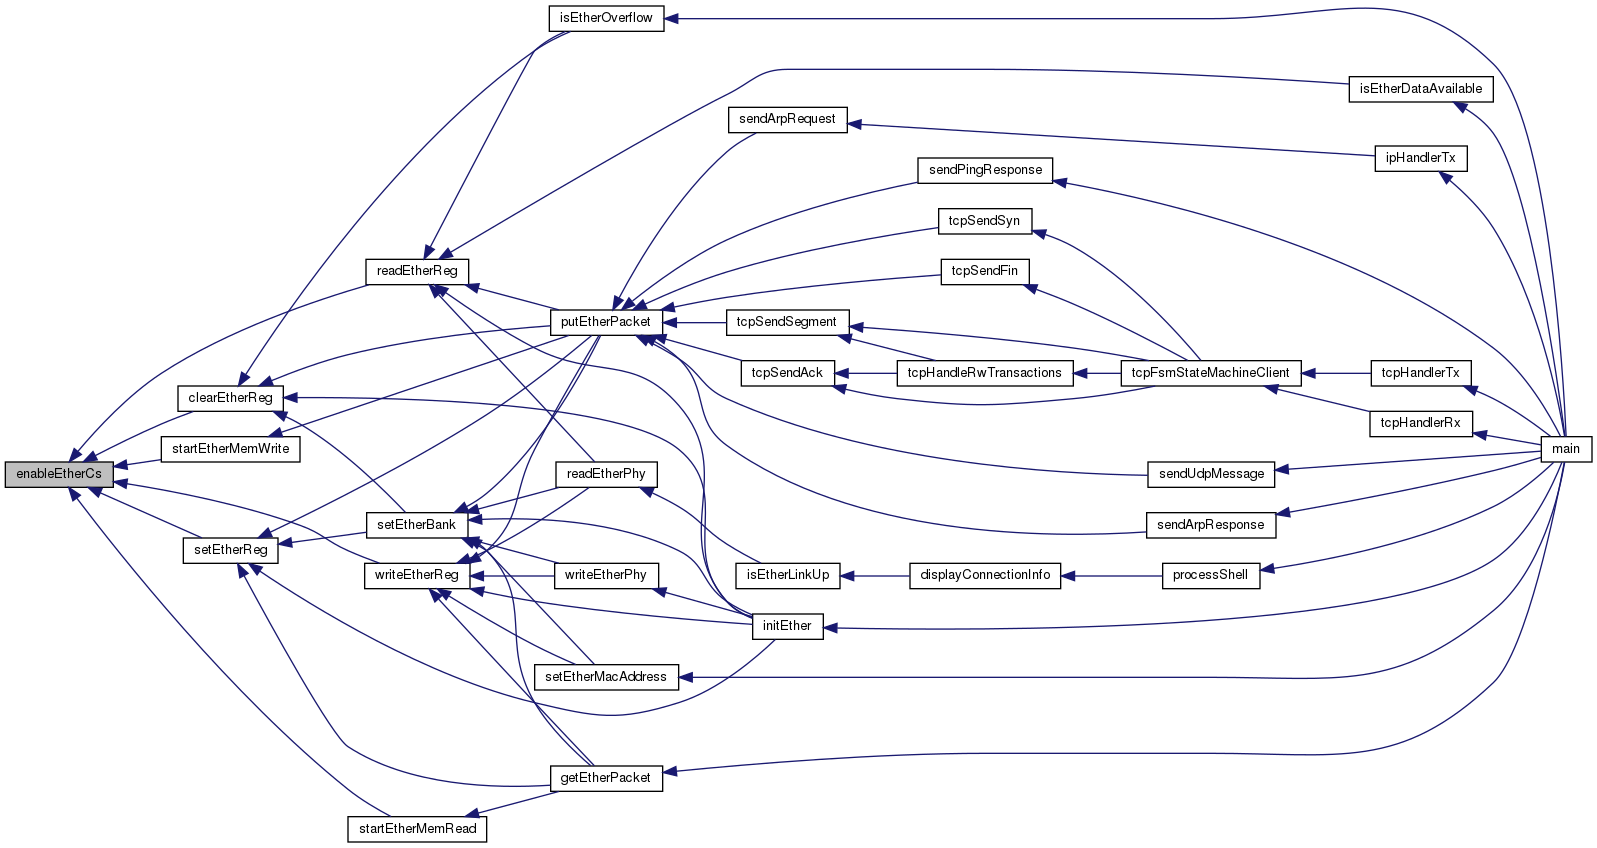 isEtherOverflow
isEtherDataAvailable
sendArpRequest
ipHandlerTx
sendPingResponse
tcpSendSyn
readEtherReg
tcpSendFin
putEtherPacket
tcpSendSegment
tcpSendAck
tcpHandleRwTransactions
tcpFsmStateMachineClient
tcpHandlerTx
clearEtherReg
tcpHandlerRx
startEtherMemWrite
main
enableEtherCs
readEtherPhy
sendUdpMessage
setEtherBank
sendArpResponse
setEtherReg
writeEtherReg
writeEtherPhy
isEtherLinkUp
displayConnectionInfo
processShell
initEther
setEtherMacAddress
getEtherPacket
startEtherMemRead